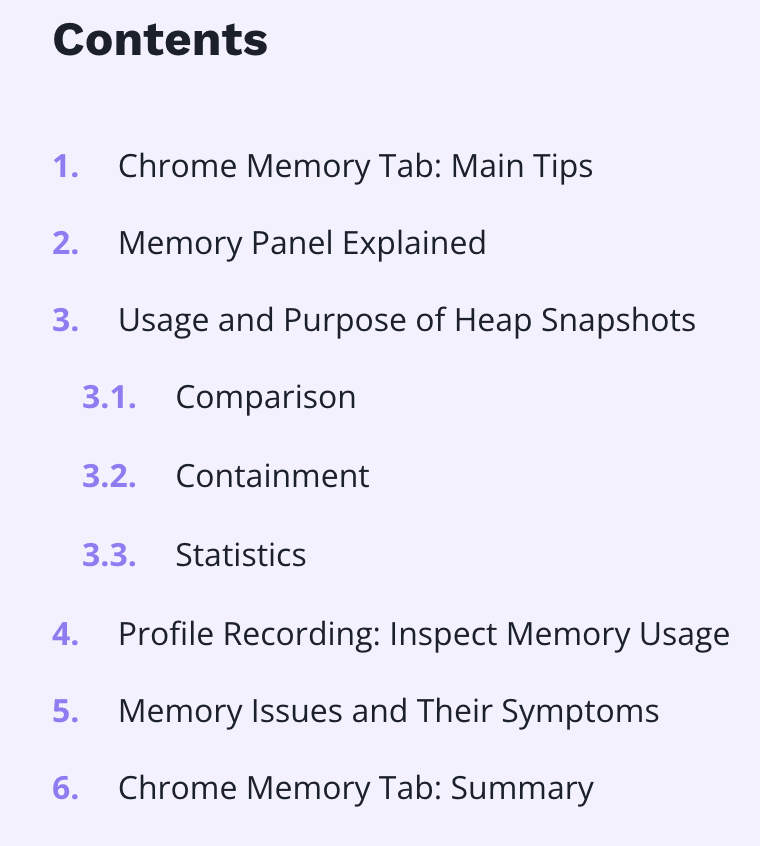 Contents
1. Chrome Memory Tab: Main Tips
2. Memory Panel Explained
3. Usage and Purpose of Heap Snapshots
3.1. Comparison
3.2. Containment
3.3. Statistics
4. Profile Recording: Inspect Memory Usage
5. Memory Issues and Their Symptoms
6. Chrome Memory Tab: Summary